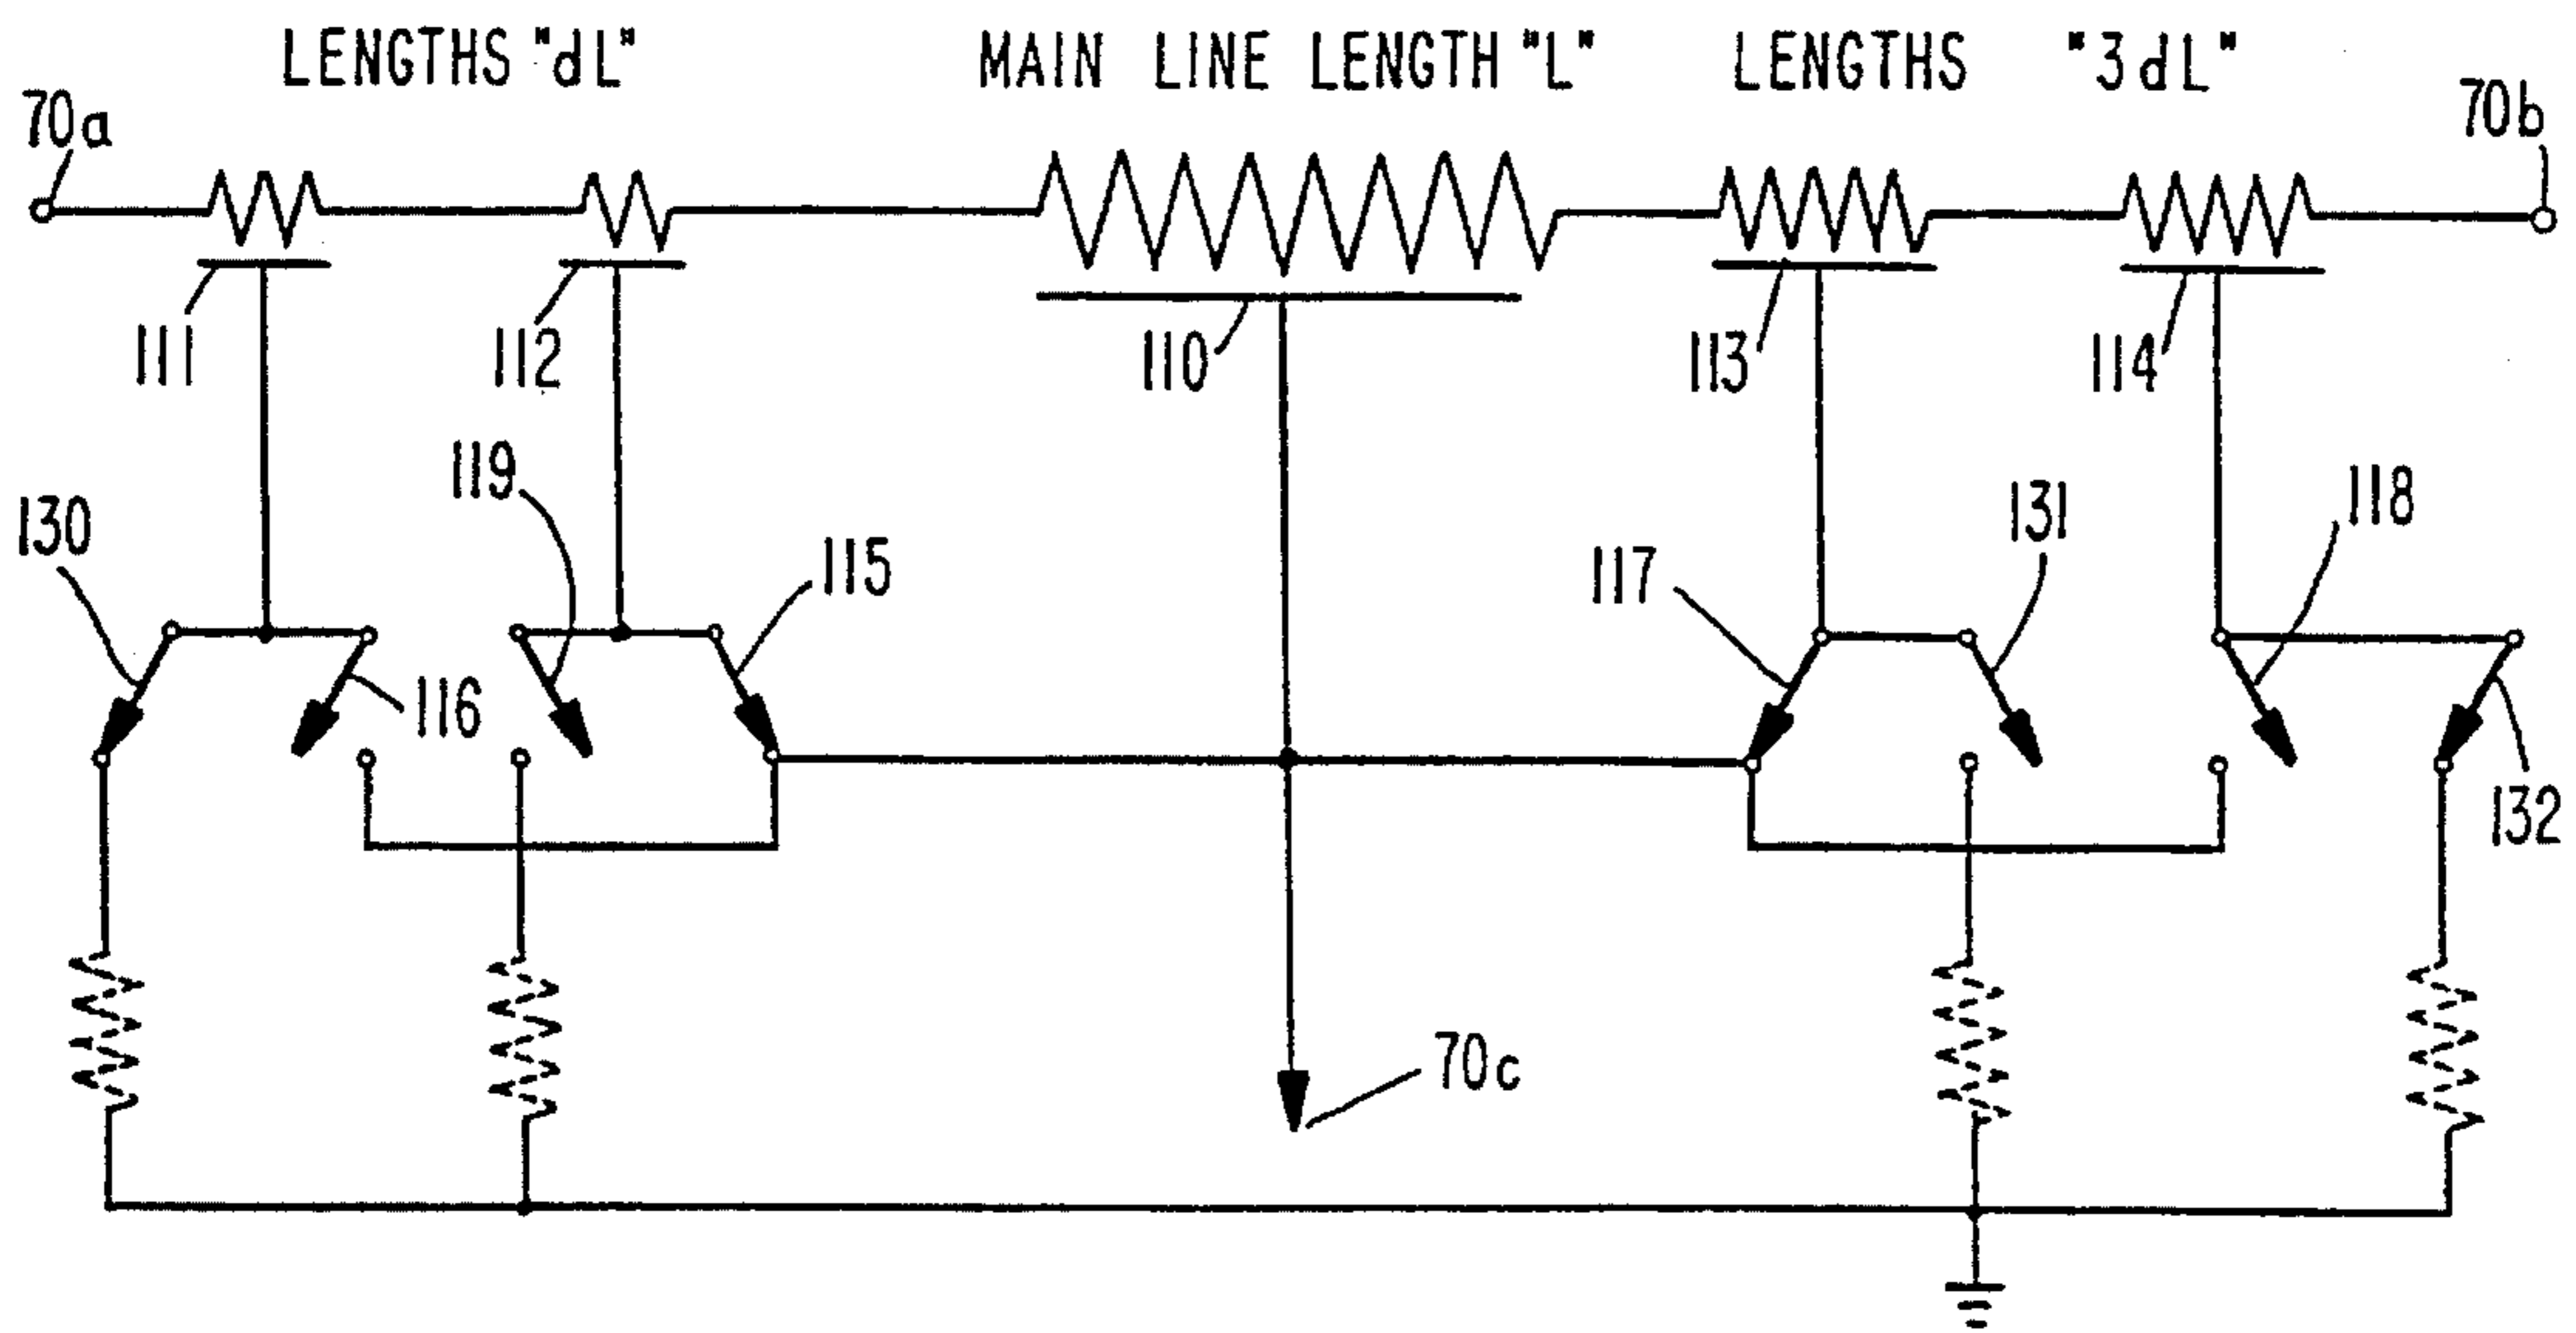 LENGTHS "dL"
MAIN LINE LENGTH "L"
LENGTHS "3dL"
70a
70b
111
112
110
113
114
119
130
115
117
131
118
116
132
70c